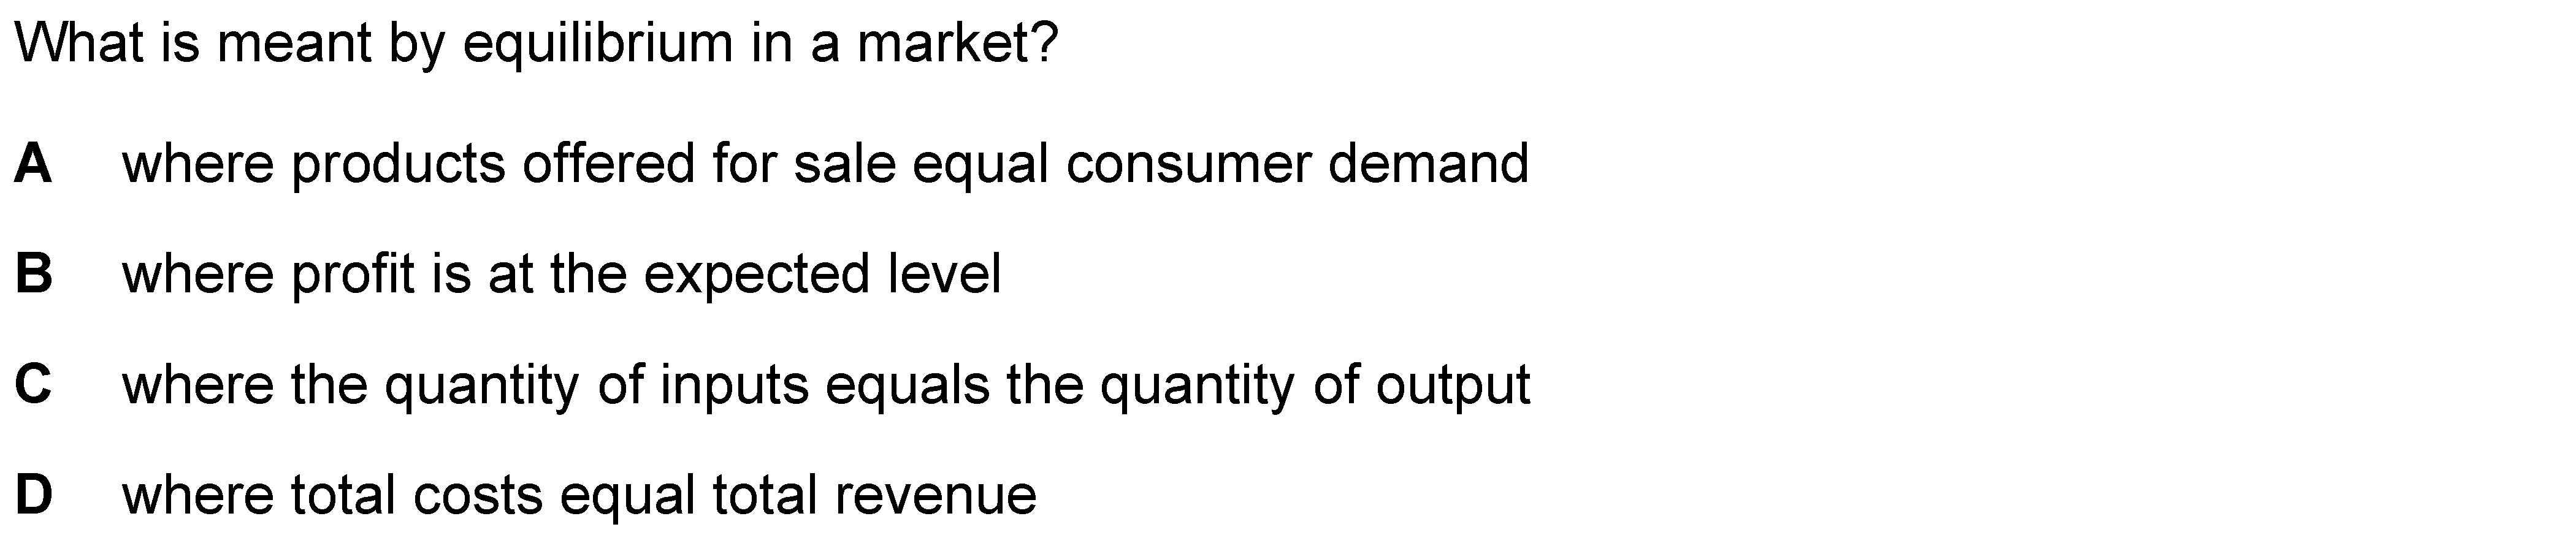 What is meant by equilibrium in a market?
A where products offered for sale equal consumer demand
B where profit is at the expected level
C where the quantity of inputs equals the quantity of output
D where total costs equal total revenue